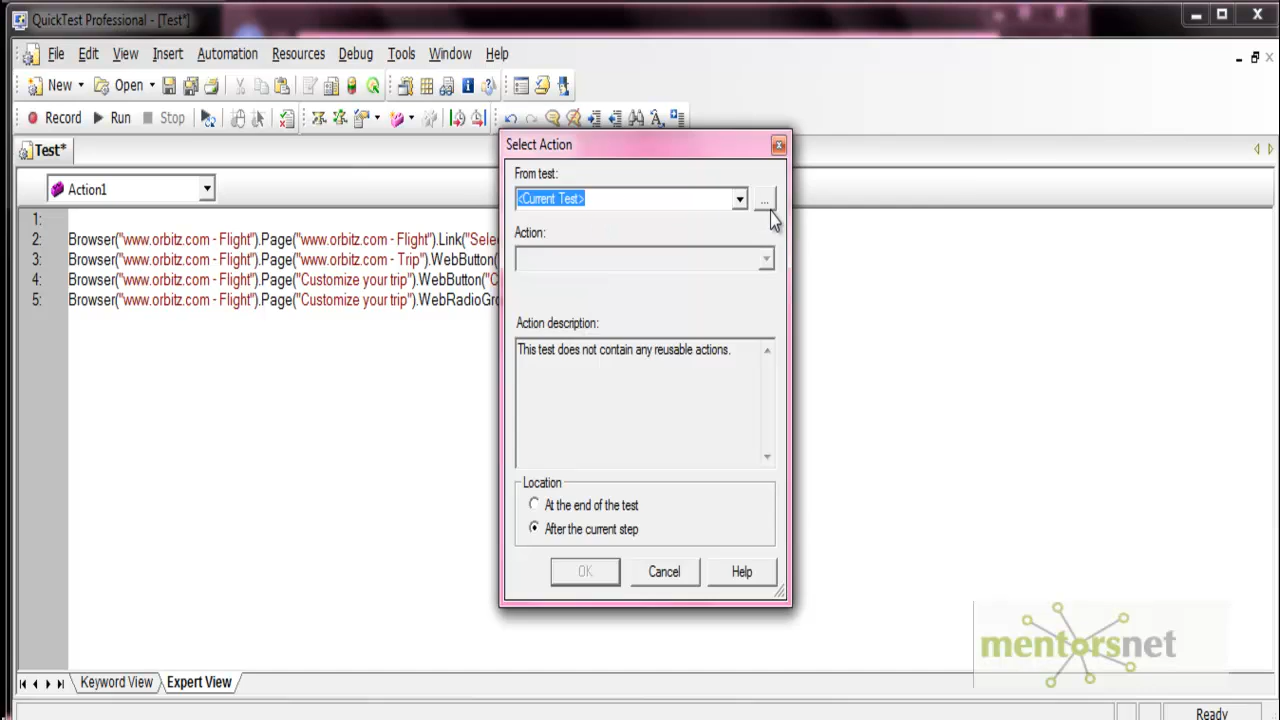 QuickTest Professional - [Test*]
File Edit View Insert Automation Resources Debug Tools Window Help
New Open
Record Run Stop
Test*
Action1
1:
2: Browser("www.orbitz.com - Flight").Page("www.orbitz.com - Flight").Link("Selec
3: Browser("www.orbitz.com - Flight").Page("www.orbitz.com - Trip").WebButton(
4: Browser("www.orbitz.com - Flight").Page("Customize your trip").WebButton("C
5: Browser("www.orbitz.com - Flight").Page("Customize your trip").WebRadioGro
Select Action
From test:
<Current Test>
...
Action:
Action description:
This test does not contain any reusable actions.
Location
At the end of the test
After the current step
OK Cancel Help
mentorsnet
Keyword View Expert View
Ready